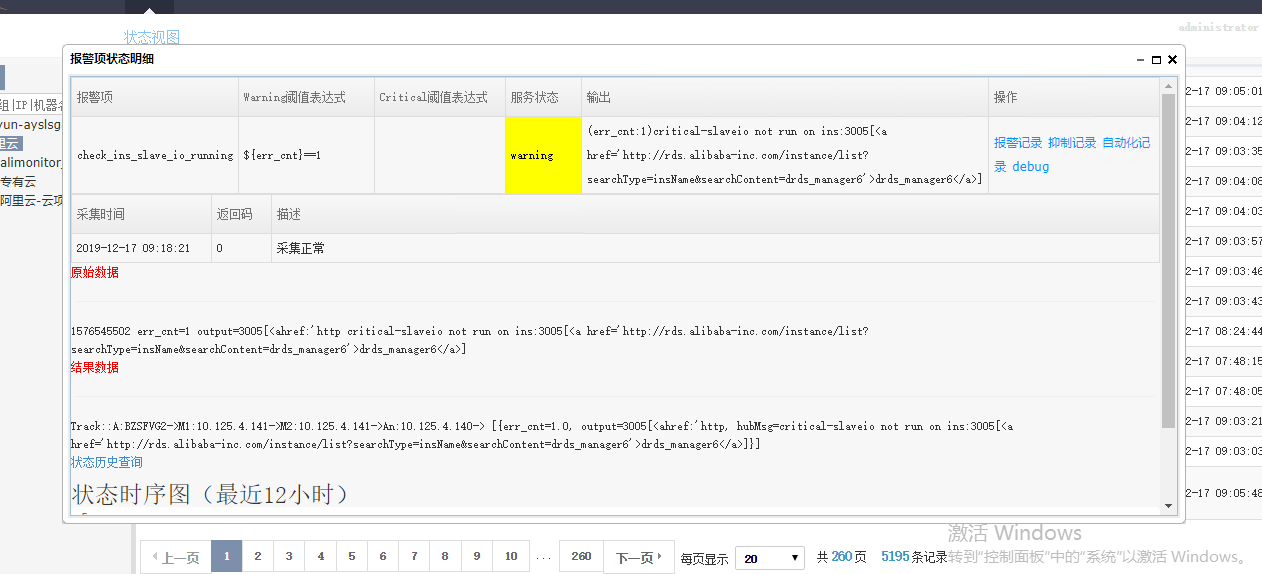 状态视图
administrator
报警项状态明细
报警项 Warning阈值表达式 Critical阈值表达式 服务状态 输出 操作
check_ins_slave_io_running ${err_cnt}==1 warning
(err_cnt:1)critical-slaveio not run on ins:3005[<a
href='http://rds.alibaba-inc.com/instance/list?
searchType=insName&searchContent=drds_manager6'>drds_manager6</a>]
报警记录 抑制记录 自动化记
录 debug
采集时间 返回码 描述
2019-12-17 09:18:21 0 采集正常
原始数据
1576545502 err_cnt=1 output=3005[<ahref:'http critical-slaveio not run on ins:3005[<a href='http://rds.alibaba-inc.com/instance/list?
searchType=insName&searchContent=drds_manager6'>drds_manager6</a>]
结果数据
Track::A:BZSFVG2->M1:10.125.4.141->M2:10.125.4.141->An:10.125.4.140-> [{err_cnt=1.0, output=3005[<ahref:'http, hubMsg=critical-slaveio not run on ins:3005[<a
href='http://rds.alibaba-inc.com/instance/list?searchType=insName&searchContent=drds_manager6'>drds_manager6</a>]}]
状态历史查询
状态时序图（最近12小时）
组|IP|机器名
yun-ayslsg
里云
alimonitor
专有云
阿里云-云项
2-17 09:05:01
2-17 09:04:12
2-17 09:03:35
2-17 09:04:08
2-17 09:04:03
2-17 09:03:57
2-17 09:03:46
2-17 09:03:43
2-17 08:24:44
2-17 07:48:15
2-17 07:48:05
2-17 09:03:21
2-17 09:03:03
2-17 09:05:48
上一页 1 2 3 4 5 6 7 8 9 10 ... 260 下一页 每页显示 20 共 260 页 5195 条记录
激活 Windows
转到"控制面板"中的"系统"以激活 Windows。